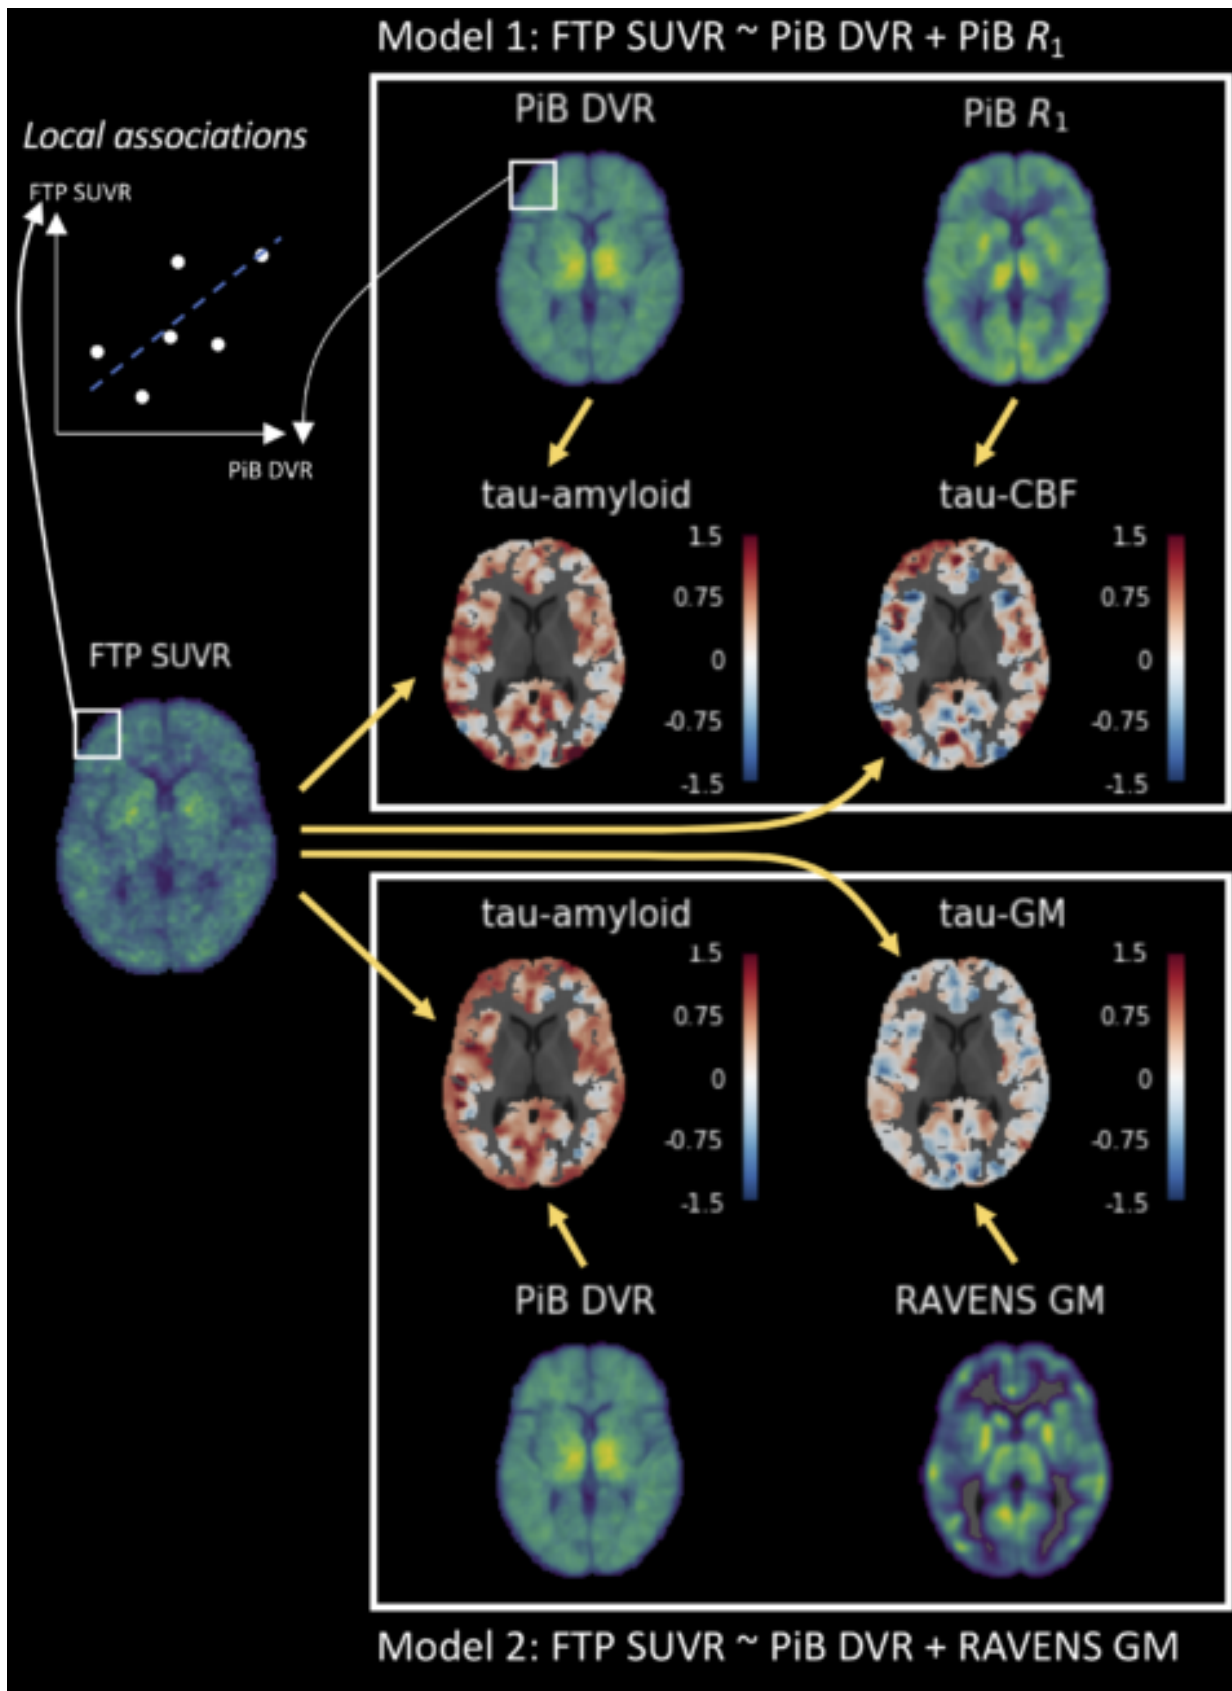 Model 1: FTP SUVR ~ PiB DVR + PiB R₁
PiB DVR
PiB R₁
Local associations
FTP SUVR
PiB DVR
tau-amyloid
tau-CBF
1.5
0.75
0
-0.75
-1.5
1.5
0.75
0
-0.75
-1.5
FTP SUVR
tau-amyloid
tau-GM
1.5
0.75
0
-0.75
-1.5
1.5
0.75
0
-0.75
-1.5
PiB DVR
RAVENS GM
Model 2: FTP SUVR ~ PiB DVR + RAVENS GM